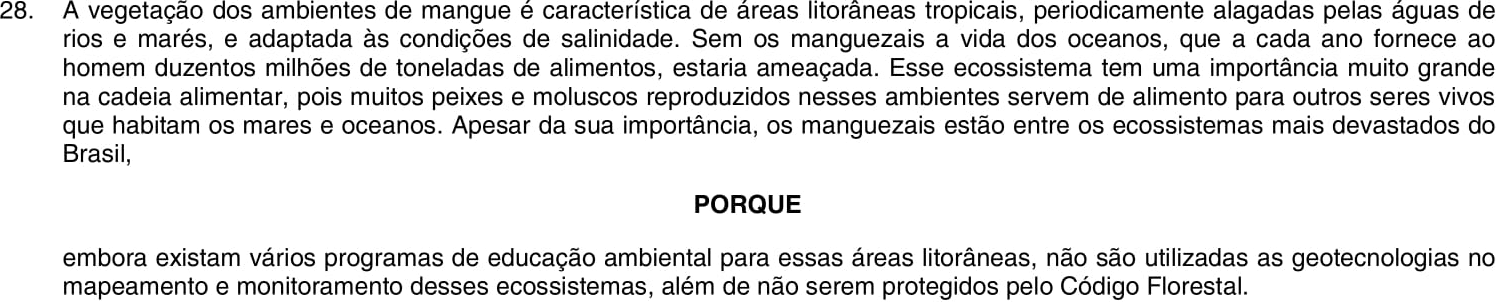 28. A vegetação dos ambientes de mangue é característica de áreas litorâneas tropicais, periodicamente alagadas pelas águas de
rios e marés, e adaptada às condições de salinidade. Sem os manguezais a vida dos oceanos, que a cada ano fornece ao
homem duzentos milhões de toneladas de alimentos, estaria ameaçada. Esse ecossistema tem uma importância muito grande
na cadeia alimentar, pois muitos peixes e moluscos reproduzidos nesses ambientes servem de alimento para outros seres vivos
que habitam os mares e oceanos. Apesar da sua importância, os manguezais estão entre os ecossistemas mais devastados do
Brasil,
PORQUE
embora existam vários programas de educação ambiental para essas áreas litorâneas, não são utilizadas as geotecnologias no
mapeamento e monitoramento desses ecossistemas, além de não serem protegidos pelo Código Florestal.